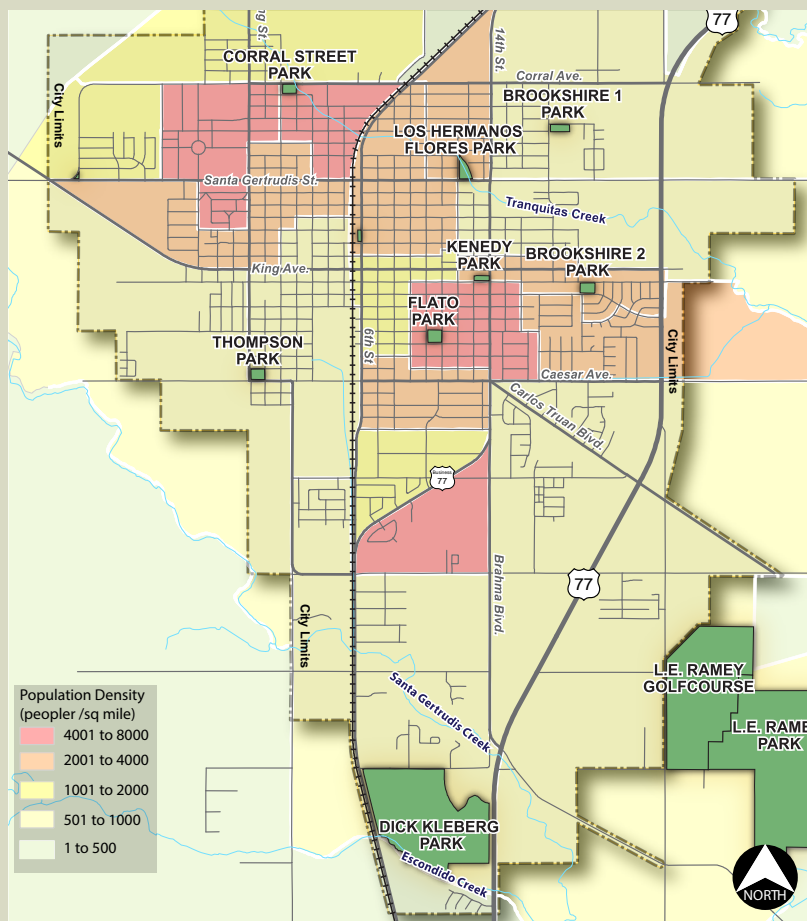 77
ng St.
14th St.
CORRAL STREET
PARK
Corral Ave.
City Limits
BROOKSHIRE 1
PARK
LOS HERMANOS
FLORES PARK
Santa Gertrudis St.
Tranquitas Creek
KENEDY
PARK
BROOKSHIRE 2
PARK
King Ave.
FLATO
PARK
THOMPSON
PARK
6th St
City Limits
Caesar Ave.
Carlos Truan Blvd.
Business
77
Brahma Blvd.
77
City Limits
L.E. RAMEY
GOLFCOURSE
Santa Gertrudis Creek
L.E. RAME
PARK
Population Density
(peopler /sq mile)
4001 to 8000
2001 to 4000
1001 to 2000
501 to 1000
1 to 500
DICK KLEBERG
PARK
Escondido Creek
NORTH